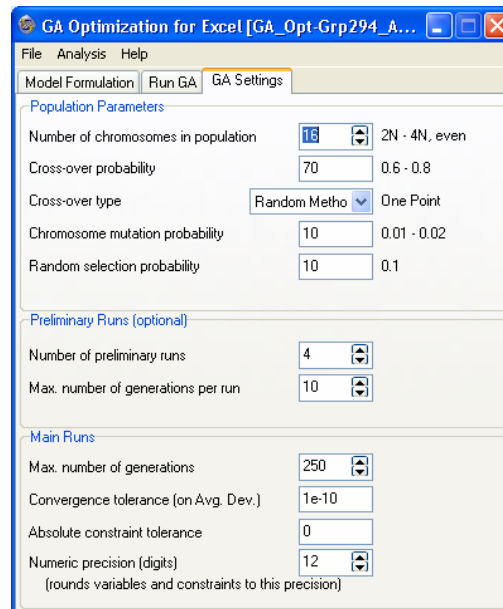 GA Optimization for Excel [GA_Opt-Grp294_A...
File Analysis Help
Model Formulation Run GA GA Settings
Population Parameters
Number of chromosomes in population 16 2N - 4N, even
Cross-over probability 70 0.6 - 0.8
Cross-over type Random Metho One Point
Chromosome mutation probability 10 0.01 - 0.02
Random selection probability 10 0.1
Preliminary Runs (optional)
Number of preliminary runs 4
Max. number of generations per run 10
Main Runs
Max. number of generations 250
Convergence tolerance (on Avg. Dev.) 1e-10
Absolute constraint tolerance 0
Numeric precision (digits) 12
(rounds variables and constraints to this precision)